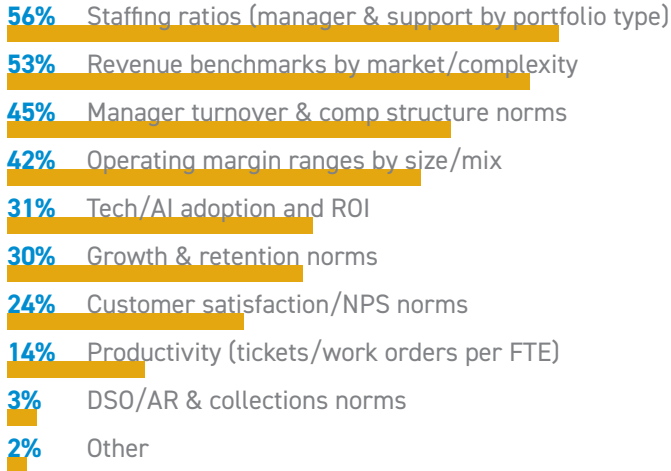 56% Staffing ratios (manager & support by portfolio type)
53% Revenue benchmarks by market/complexity
45% Manager turnover & comp structure norms
42% Operating margin ranges by size/mix
31% Tech/AI adoption and ROI
30% Growth & retention norms
24% Customer satisfaction/NPS norms
14% Productivity (tickets/work orders per FTE)
3% DSO/AR & collections norms
2% Other